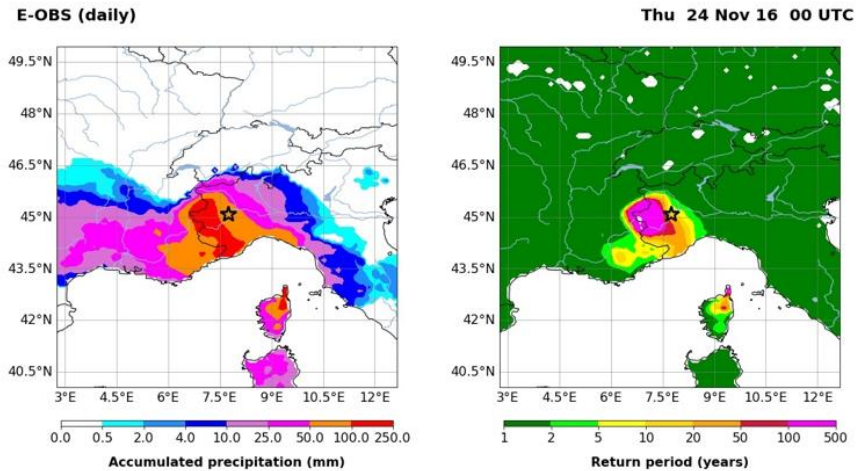 E-OBS (daily)
Thu 24 Nov 16 00 UTC
49.5°N
48°N
46.5°N
45°N
43.5°N
42°N
40.5°N
3°E 4.5°E 6°E 7.5°E 9°E 10.5°E 12°E
0.0 0.5 2.0 4.0 10.0 25.0 50.0 100.0 250.0
Accumulated precipitation (mm)
49.5°N
48°N
46.5°N
45°N
43.5°N
42°N
40.5°N
3°E 4.5°E 6°E 7.5°E 9°E 10.5°E 12°E
1 2 5 10 20 50 100 500
Return period (years)